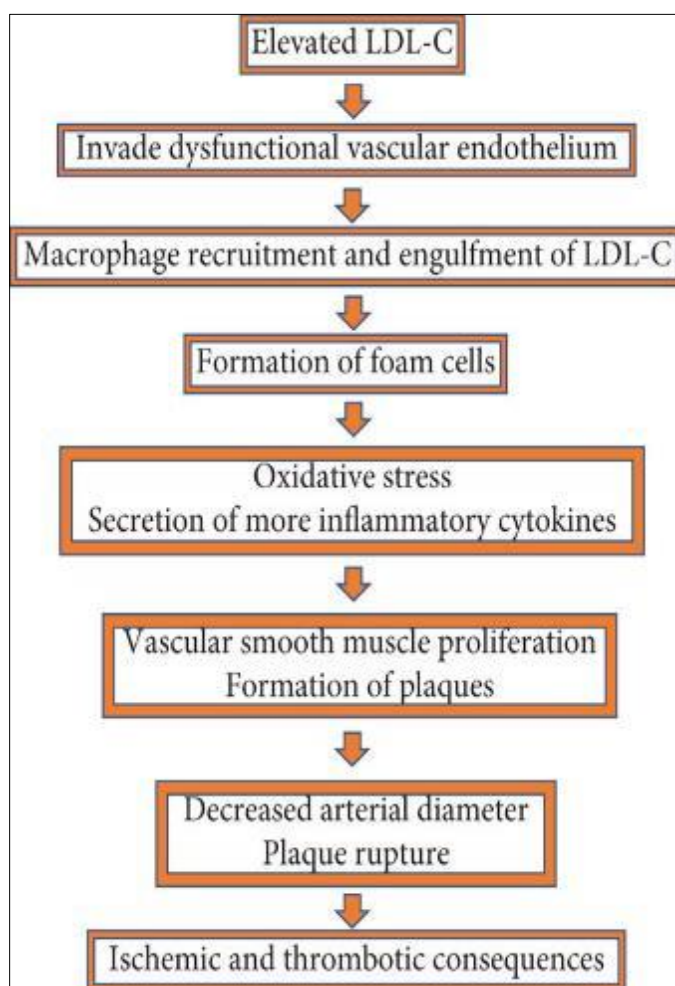 Elevated LDL-C
Invade dysfunctional vascular endothelium
Macrophage recruitment and engulfment of LDL-C
Formation of foam cells
Oxidative stress
Secretion of more inflammatory cytokines
Vascular smooth muscle proliferation
Formation of plaques
Decreased arterial diameter
Plaque rupture
Ischemic and thrombotic consequences